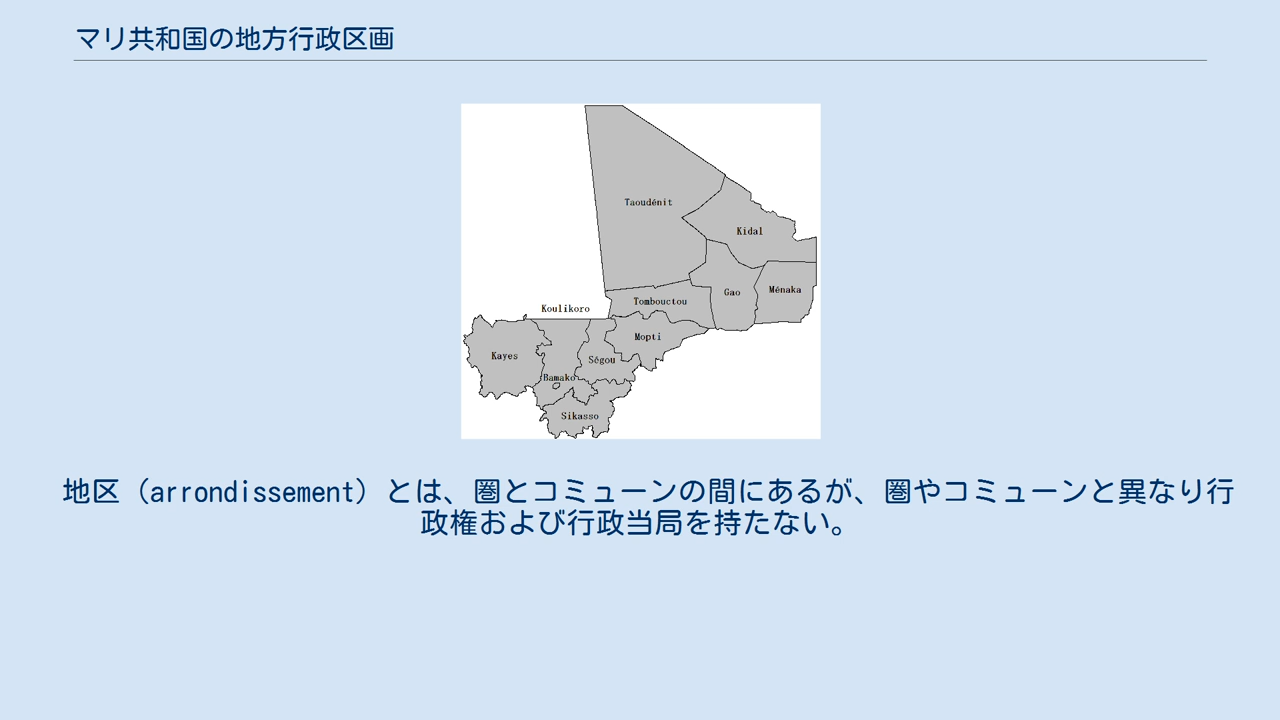 マリ共和国の地方行政区画
Taoudénit
Kidal
Gao
Ménaka
Tombouctou
Koulikoro
Mopti
Kayes
Ségou
Bamako
Sikasso
地区（arrondissement）とは、圏とコミューンの間にあるが、圏やコミューンと異なり行
政権および行政当局を持たない。